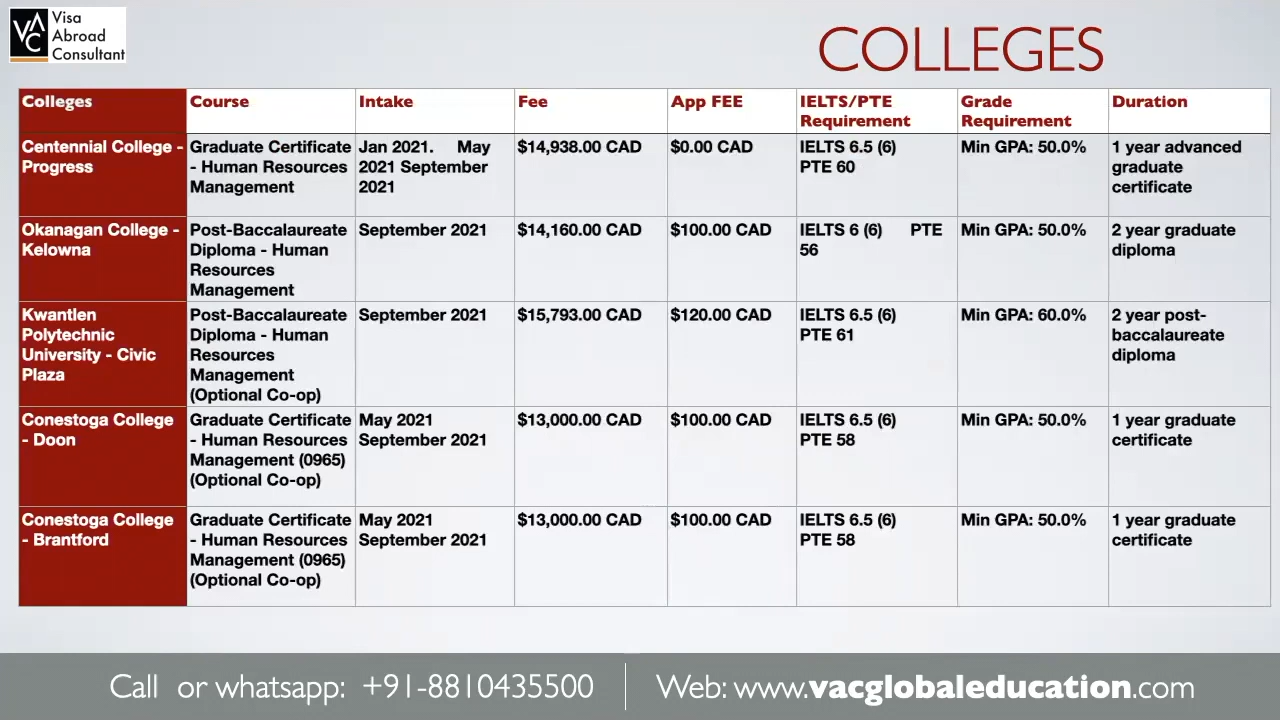 VAC
Visa
Abroad
Consultant
COLLEGES
Colleges
Course
Intake
Fee
App FEE
IELTS/PTE
Requirement
Grade
Requirement
Duration
Centennial College -
Progress
Graduate Certificate
- Human Resources
Management
Jan 2021. May
2021 September
2021
$14,938.00 CAD
$0.00 CAD
IELTS 6.5 (6)
PTE 60
Min GPA: 50.0%
1 year advanced
graduate
certificate
Okanagan College -
Kelowna
Post-Baccalaureate
Diploma - Human
Resources
Management
September 2021
$14,160.00 CAD
$100.00 CAD
IELTS 6 (6) PTE
56
Min GPA: 50.0%
2 year graduate
diploma
Kwantlen
Polytechnic
University - Civic
Plaza
Post-Baccalaureate
Diploma - Human
Resources
Management
(Optional Co-op)
September 2021
$15,793.00 CAD
$120.00 CAD
IELTS 6.5 (6)
PTE 61
Min GPA: 60.0%
2 year post-
baccalaureate
diploma
Conestoga College
- Doon
Graduate Certificate
- Human Resources
Management (0965)
(Optional Co-op)
May 2021
September 2021
$13,000.00 CAD
$100.00 CAD
IELTS 6.5 (6)
PTE 58
Min GPA: 50.0%
1 year graduate
certificate
Conestoga College
- Brantford
Graduate Certificate
- Human Resources
Management (0965)
(Optional Co-op)
May 2021
September 2021
$13,000.00 CAD
$100.00 CAD
IELTS 6.5 (6)
PTE 58
Min GPA: 50.0%
1 year graduate
certificate
Call or whatsapp: +91-8810435500
Web: www.vacglobaleducation.com